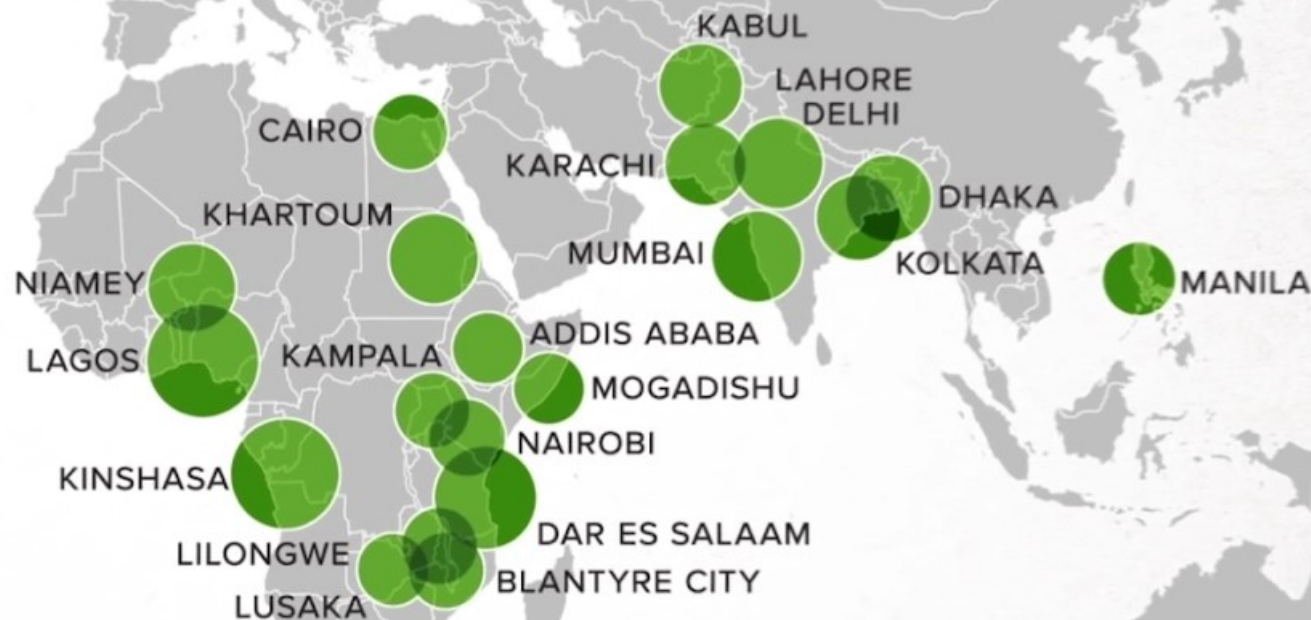 KABUL
LAHORE
DELHI
CAIRO
KARACHI
DHAKA
KHARTOUM
MUMBAI
KOLKATA
NIAMEY
MANILA
ADDIS ABABA
LAGOS
KAMPALA
MOGADISHU
NAIROBI
KINSHASA
DAR ES SALAAM
LILONGWE
BLANTYRE CITY
LUSAKA